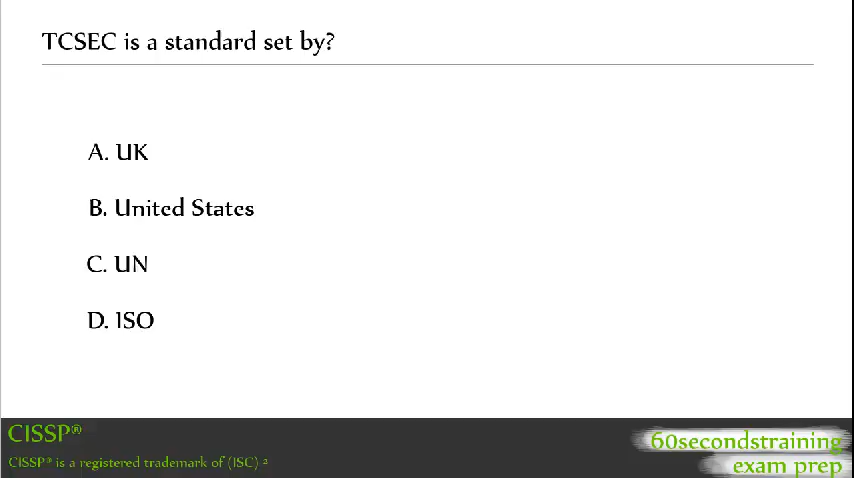 TCSEC is a standard set by?
A. UK
B. United States
C. UN
D. ISO
CISSP®
CISSP® is a registered trademark of (ISC) ²
60secondstraining
exam prep